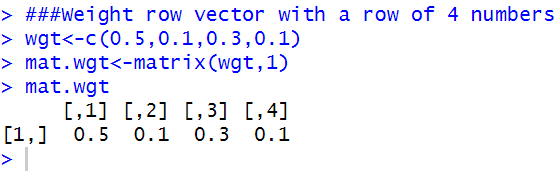 > ###Weight row vector with a row of 4 numbers
> wgt<-c(0.5,0.1,0.3,0.1)
> mat.wgt<-matrix(wgt,1)
> mat.wgt
     [,1] [,2] [,3] [,4]
[1,]  0.5  0.1  0.3  0.1
>